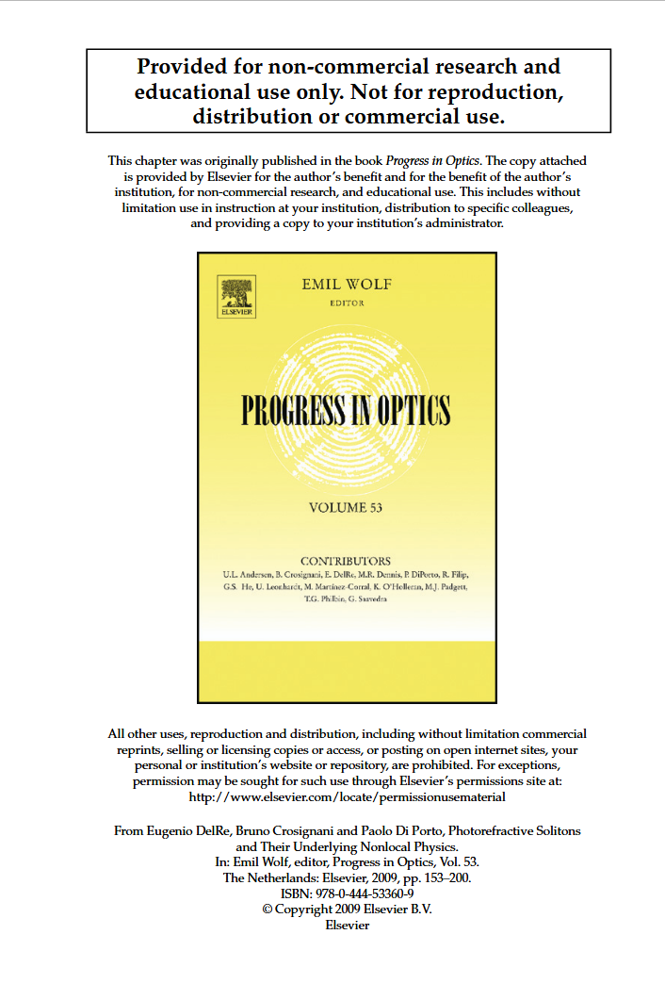 Provided for non-commercial research and
educational use only. Not for reproduction,
distribution or commercial use.
This chapter was originally published in the book Progress in Optics. The copy attached
is provided by Elsevier for the author's benefit and for the benefit of the author's
institution, for non-commercial research, and educational use. This includes without
limitation use in instruction at your institution, distribution to specific colleagues,
and providing a copy to your institution's administrator.
EMIL WOLF
EDITOR
ELSEVIER
PROGRESS IN OPTICS
VOLUME 53
CONTRIBUTORS
U.L. Andersen, B. Crosignani, E. DelRe, M.R. Dennis, P. DiPorto, R. Filip,
G.S. He, U. Leonhardt, M. Martínez-Corral, K. O'Holleran, M.J. Padgett,
T.G. Philbin, G. Saavedra
All other uses, reproduction and distribution, including without limitation commercial
reprints, selling or licensing copies or access, or posting on open internet sites, your
personal or institution's website or repository, are prohibited. For exceptions,
permission may be sought for such use through Elsevier's permissions site at:
http://www.elsevier.com/locate/permissionusematerial
From Eugenio DelRe, Bruno Crosignani and Paolo Di Porto, Photorefractive Solitons
and Their Underlying Nonlocal Physics.
In: Emil Wolf, editor, Progress in Optics, Vol. 53.
The Netherlands: Elsevier, 2009, pp. 153–200.
ISBN: 978-0-444-53360-9
© Copyright 2009 Elsevier B.V.
Elsevier